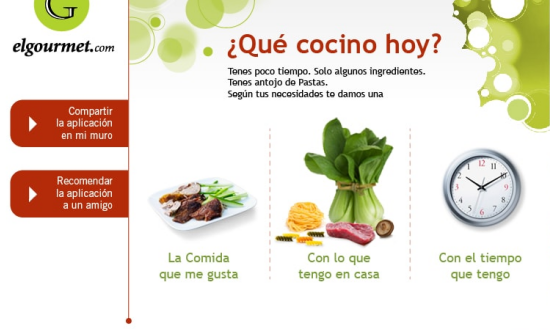 G
elgourmet.com
¿Qué cocino hoy?
Tenes poco tiempo. Solo algunos ingredientes.
Tenes antojo de Pastas.
Según tus necesidades te damos una
Compartir
la aplicación
en mi muro
Recomendar
la aplicación
a un amigo
La Comida
que me gusta
Con lo que
tengo en casa
Con el tiempo
que tengo